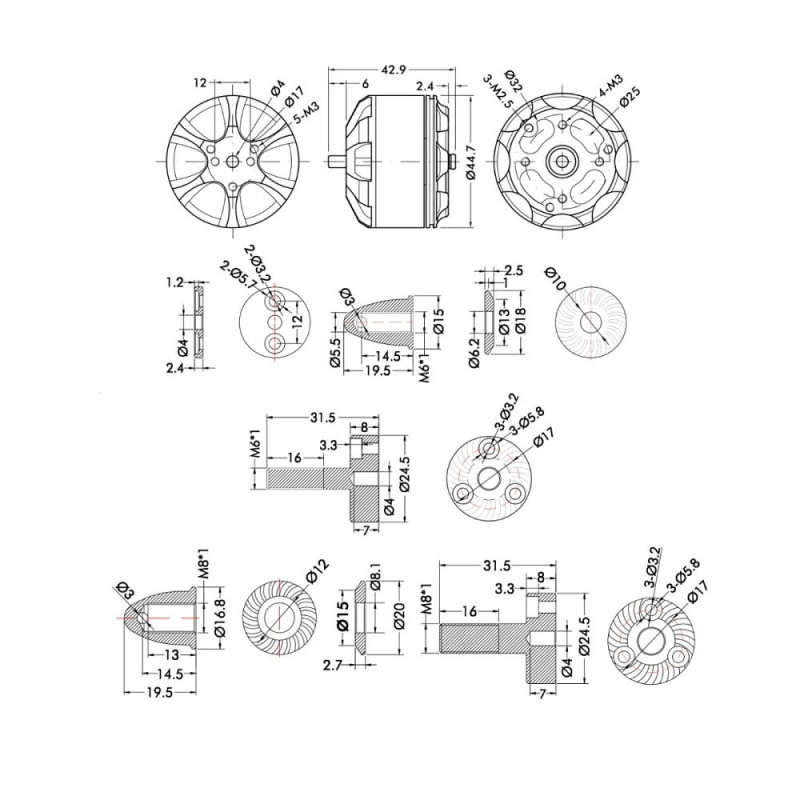 42.9
12
Ø4
Ø17
5-M3
6
2.4
Ø44.7
Ø32
3-M2.5
4-M3
Ø25
1.2
Ø4
2.4
2-Ø3.2
2-Ø5.7
12
Ø3
Ø5.5
14.5
19.5
M6*1
Ø15
2.5
1
Ø6.2
Ø13
Ø18
Ø10
31.5
8
3.3
16
M6*1
Ø4
Ø24.5
7
3-Ø3.2
3-Ø5.8
Ø17
Ø3
M8*1
Ø16.8
13
14.5
19.5
Ø12
Ø15
Ø8.1
Ø20
2.7
31.5
8
3.3
16
M8*1
Ø4
Ø24.5
7
3-Ø3.2
3-Ø5.8
Ø17